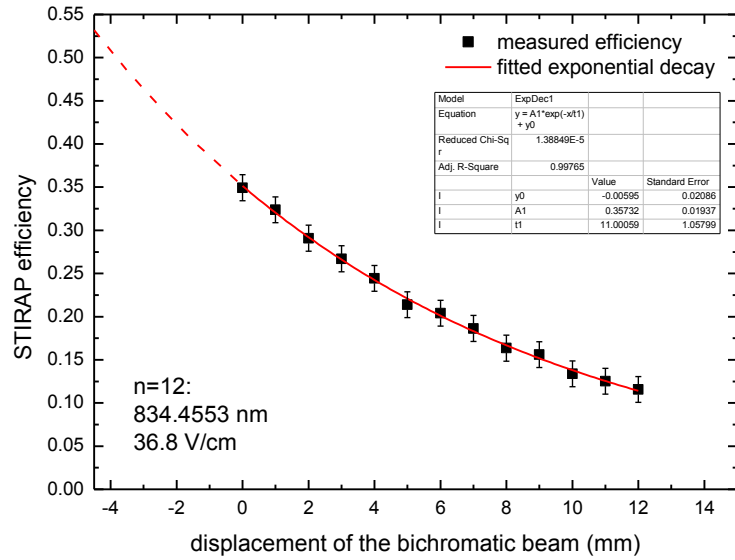 0.55
0.50
0.45
0.40
0.35
0.30
0.25
0.20
0.15
0.10
0.05
0.00
STIRAP efficiency
measured efficiency
fitted exponential decay
Model ExpDec1
Equation y = A1*exp(-x/t1) + y0
Reduced Chi-Sqr 1.38849E-5
Adj. R-Square 0.99765
Value Standard Error
I y0 -0.00595 0.02086
I A1 0.35732 0.01937
I t1 11.00059 1.05799
n=12:
834.4553 nm
36.8 V/cm
-4 -2 0 2 4 6 8 10 12 14
displacement of the bichromatic beam (mm)